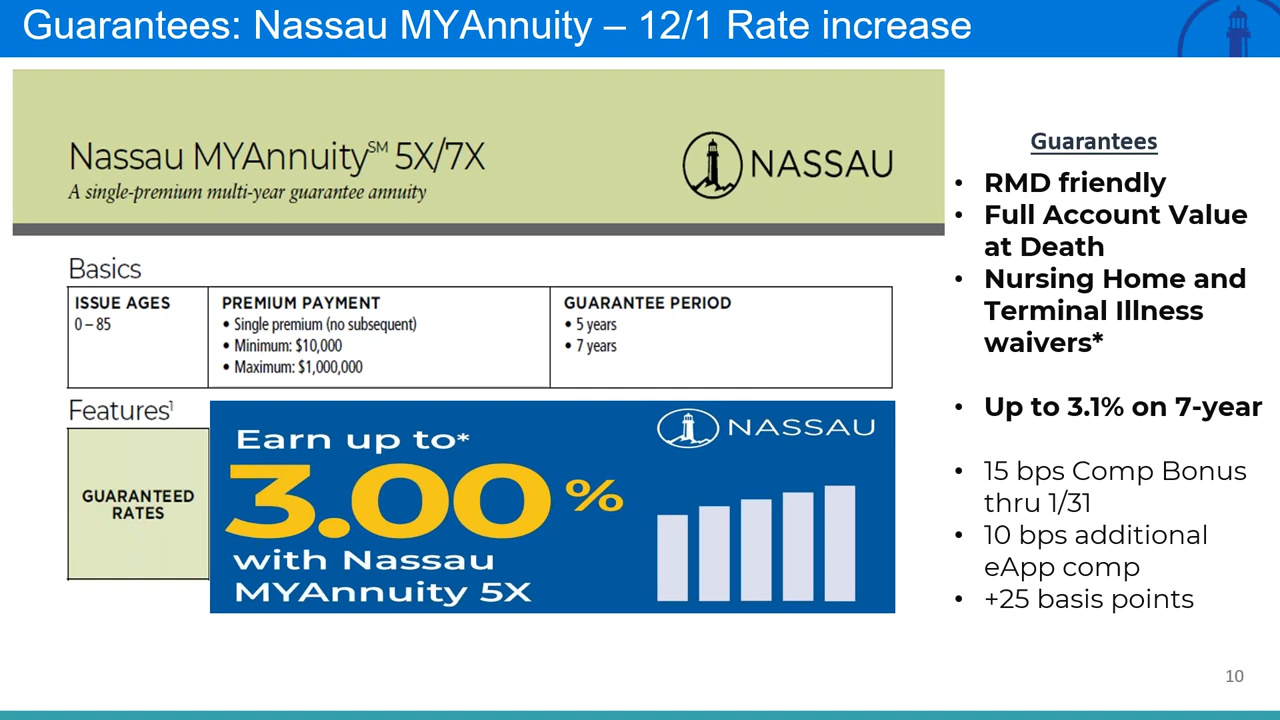 Guarantees: Nassau MYAnnuity – 12/1 Rate increase
Nassau MYAnnuity℠ 5X/7X
A single-premium multi-year guarantee annuity
NASSAU
Basics
ISSUE AGES
0 – 85
PREMIUM PAYMENT
• Single premium (no subsequent)
• Minimum: $10,000
• Maximum: $1,000,000
GUARANTEE PERIOD
• 5 years
• 7 years
Features¹
GUARANTEED
RATES
Earn up to*
3.00%
with Nassau
MYAnnuity 5X
NASSAU
Guarantees
• RMD friendly
• Full Account Value
at Death
• Nursing Home and
Terminal Illness
waivers*
• Up to 3.1% on 7-year
• 15 bps Comp Bonus
thru 1/31
• 10 bps additional
eApp comp
• +25 basis points
10